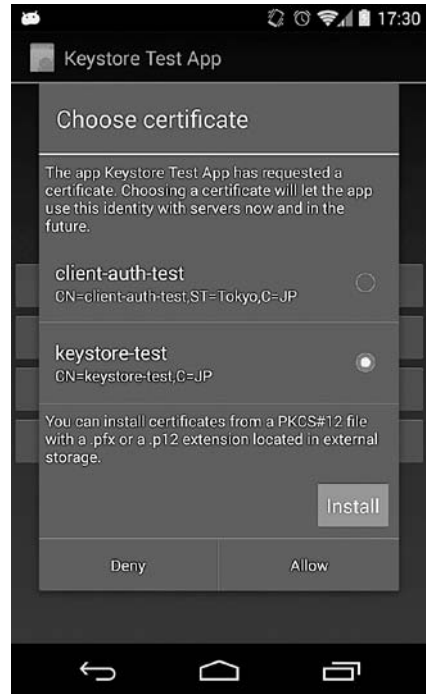 17:30
Keystore Test App
Choose certificate
The app Keystore Test App has requested a
certificate. Choosing a certificate will let the app
use this identity with servers now and in the
future.
client-auth-test
CN=client-auth-test,ST=Tokyo,C=JP
keystore-test
CN=keystore-test,C=JP
You can install certificates from a PKCS#12 file
with a .pfx or a .p12 extension located in external
storage.
Install
Deny Allow